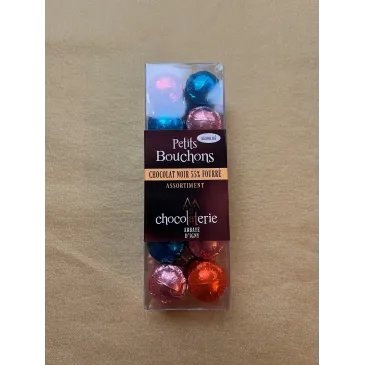 Petits
Bouchons
CHOCOLAT NOIR 55% FOURRÉ
ASSORTIMENT
chocolaterie
ABBAYE
D'IGNY